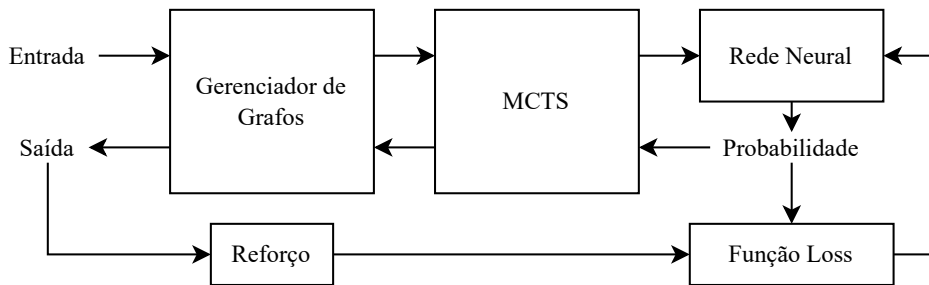 Entrada
Gerenciador de
Grafos
MCTS
Rede Neural
Saída
Probabilidade
Reforço
Função Loss